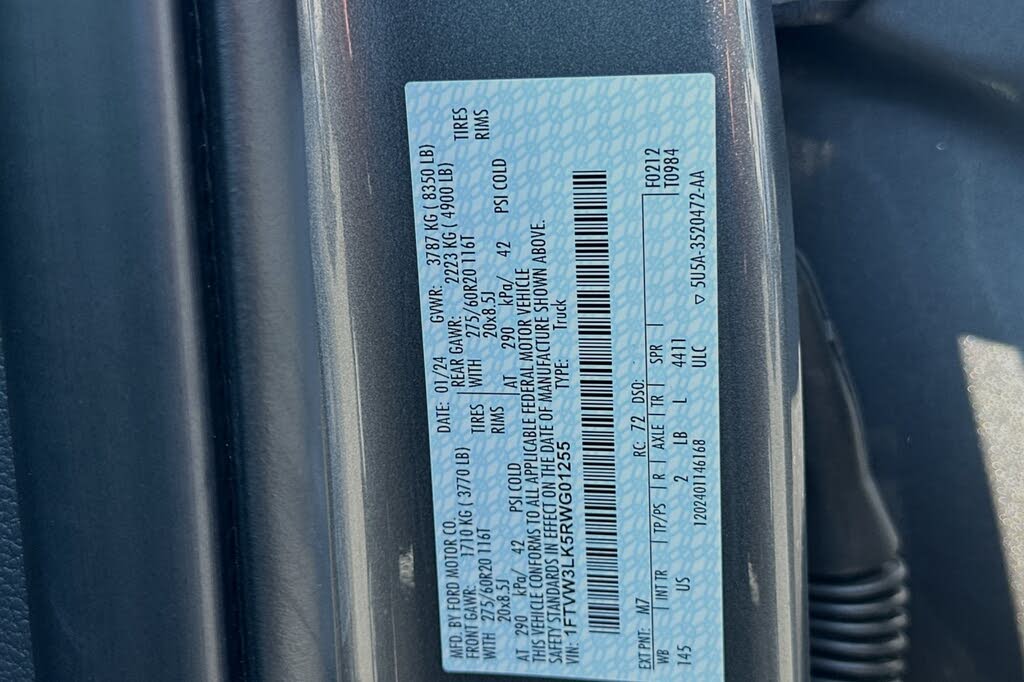 MFD. BY FORD MOTOR CO. DATE: 01/24 GVWR: 3787 KG ( 8350 LB)
FRONT GAWR: 1710 KG ( 3770 LB) REAR GAWR: 2223 KG ( 4900 LB)
WITH 275/60R20 116T TIRES WITH 275/60R20 116T TIRES
20x8.5J RIMS 20x8.5J RIMS
AT 290 kPa/ 42 PSI COLD AT 290 kPa/ 42 PSI COLD
THIS VEHICLE CONFORMS TO ALL APPLICABLE FEDERAL MOTOR VEHICLE
SAFETY STANDARDS IN EFFECT ON THE DATE OF MANUFACTURE SHOWN ABOVE.
VIN: 1FTVW3LK5RWG01255 TYPE: Truck
EXT PNT: M7 RC: 72 DSO: F0212
WB INT TR TP/PS R AXLE TR SPR T0984
145 US 2 LB L 4411
1202401146168 ULC ▽ 5U5A-3520472-AA